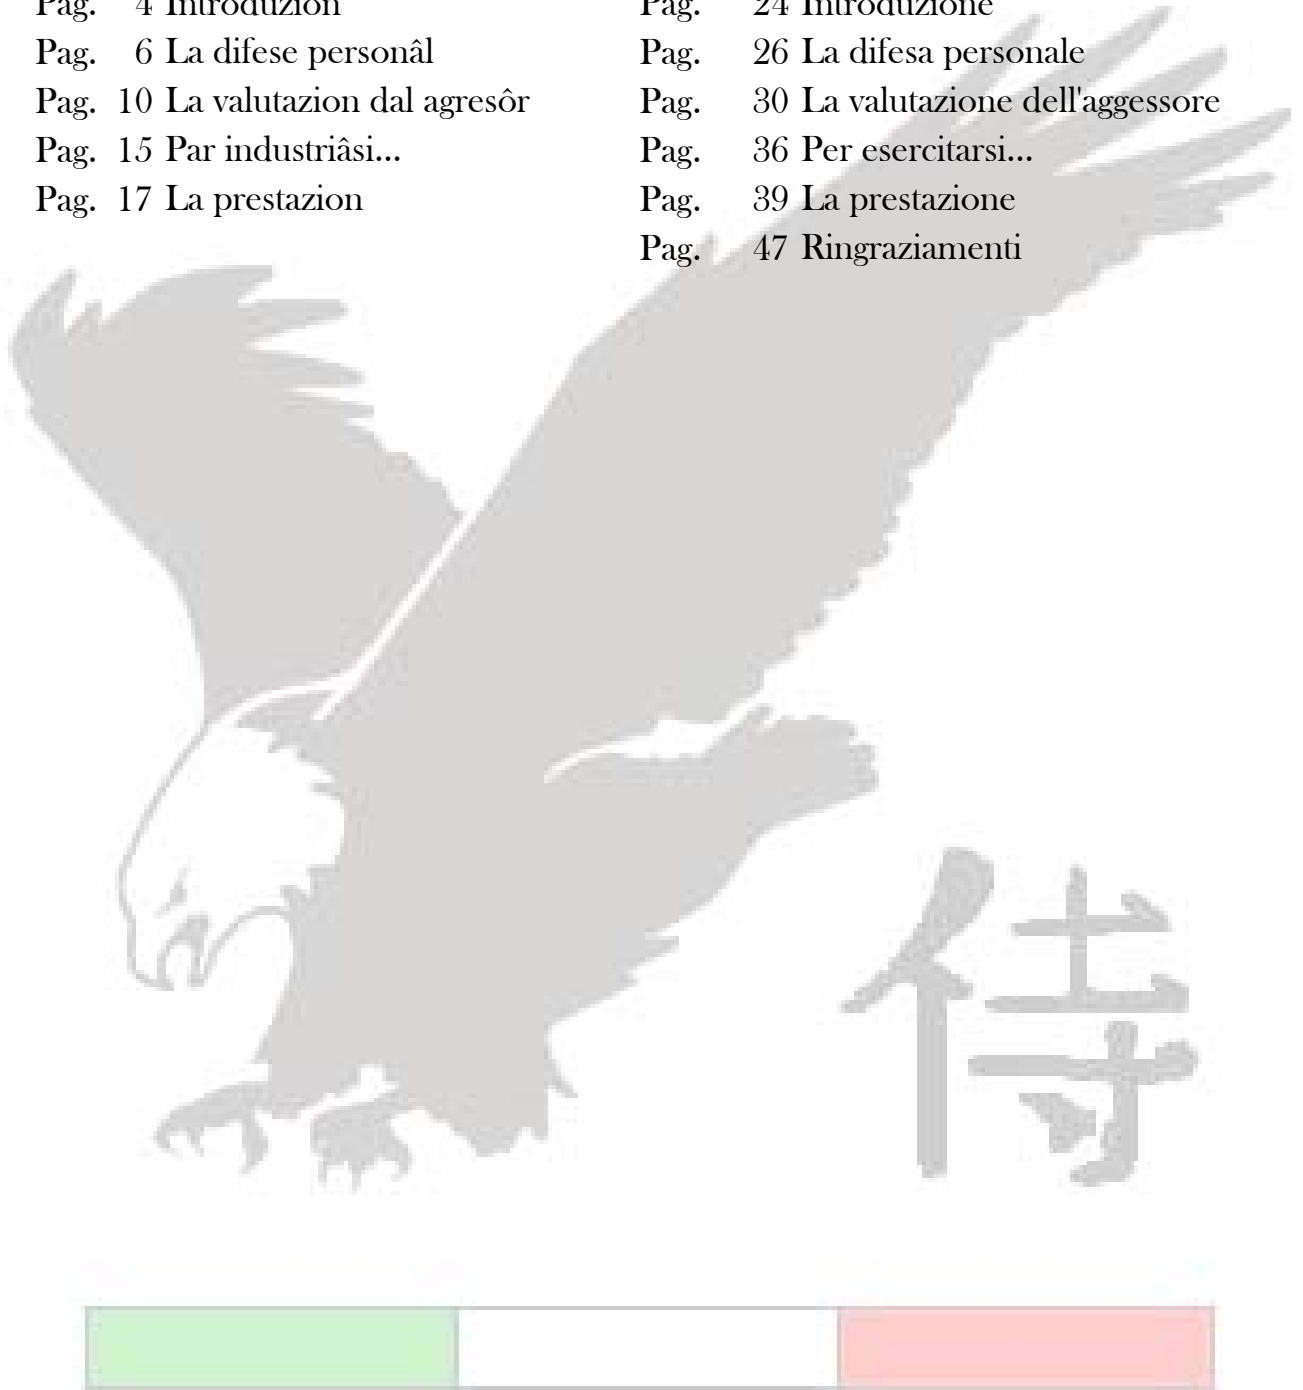 Pag. 4 Introduzion
Pag. 6 La difese personâl
Pag. 10 La valutazion dal agresôr
Pag. 15 Par industriâsi...
Pag. 17 La prestazion
Pag. 24 Introduzione
Pag. 26 La difesa personale
Pag. 30 La valutazione dell'aggessore
Pag. 36 Per esercitarsi...
Pag. 39 La prestazione
Pag. 47 Ringraziamenti
侍